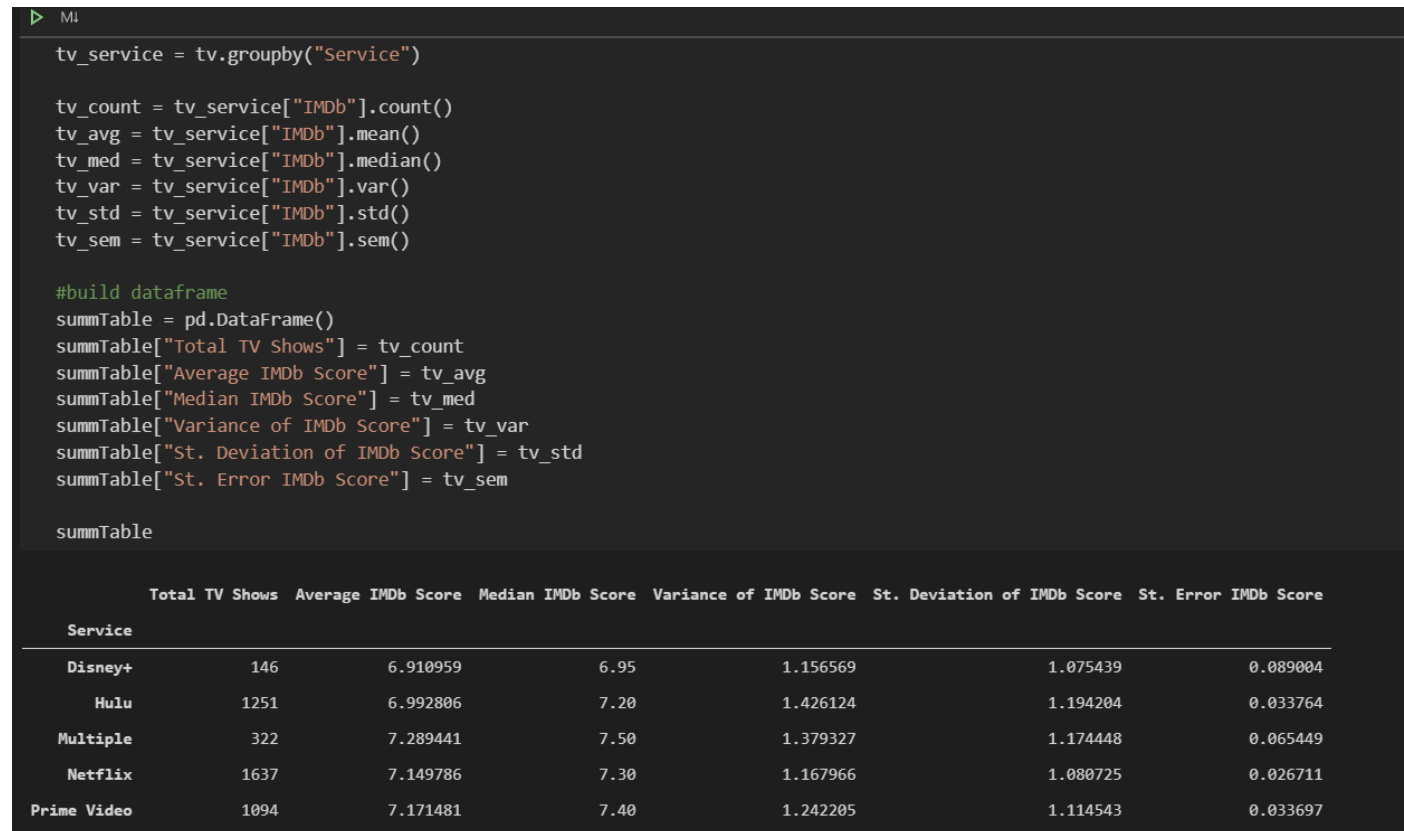 M↓
tv_service = tv.groupby("Service")
tv_count = tv_service["IMDb"].count()
tv_avg = tv_service["IMDb"].mean()
tv_med = tv_service["IMDb"].median()
tv_var = tv_service["IMDb"].var()
tv_std = tv_service["IMDb"].std()
tv_sem = tv_service["IMDb"].sem()
#build dataframe
summTable = pd.DataFrame()
summTable["Total TV Shows"] = tv_count
summTable["Average IMDb Score"] = tv_avg
summTable["Median IMDb Score"] = tv_med
summTable["Variance of IMDb Score"] = tv_var
summTable["St. Deviation of IMDb Score"] = tv_std
summTable["St. Error IMDb Score"] = tv_sem
summTable
Total TV Shows Average IMDb Score Median IMDb Score Variance of IMDb Score St. Deviation of IMDb Score St. Error IMDb Score
Service
Disney+ 146 6.910959 6.95 1.156569 1.075439 0.089004
Hulu 1251 6.992806 7.20 1.426124 1.194204 0.033764
Multiple 322 7.289441 7.50 1.379327 1.174448 0.065449
Netflix 1637 7.149786 7.30 1.167966 1.080725 0.026711
Prime Video 1094 7.171481 7.40 1.242205 1.114543 0.033697